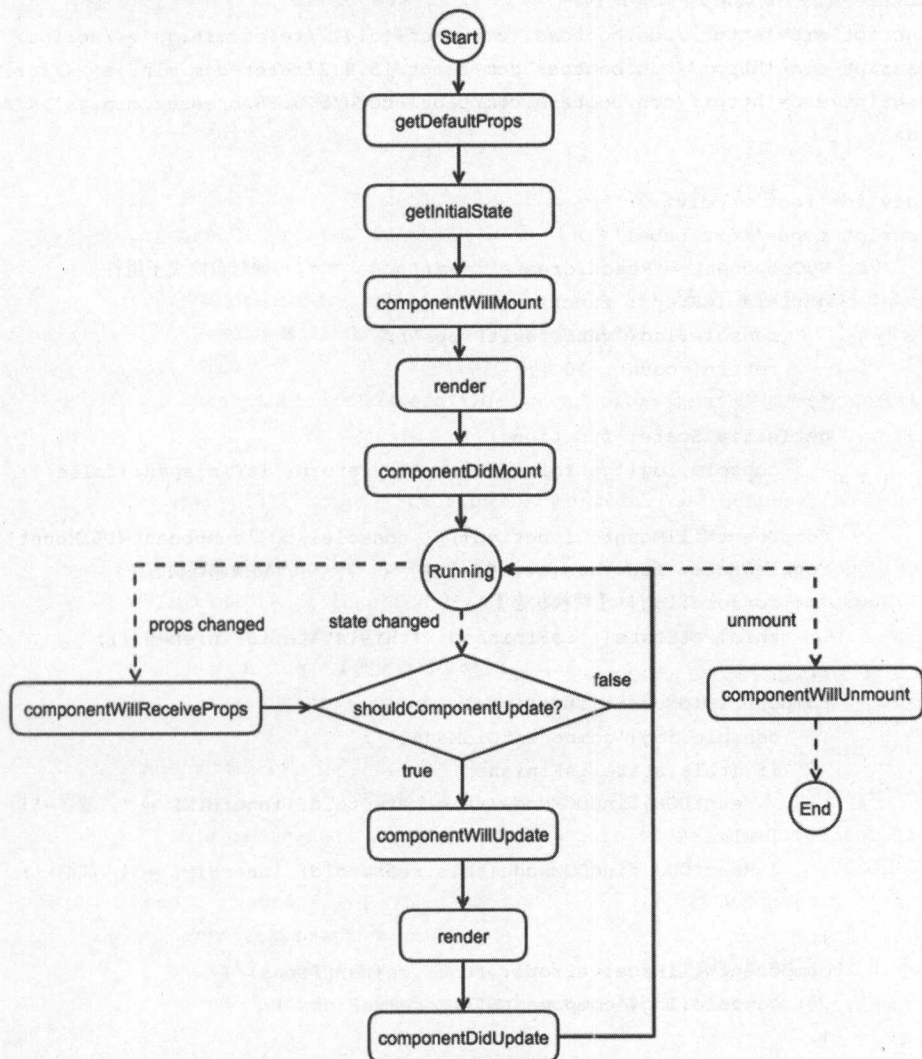 Start
getDefaultProps
getInitialState
componentWillMount
render
componentDidMount
Running
props changed
state changed
unmount
componentWillReceiveProps
shouldComponentUpdate?
false
componentWillUnmount
true
End
componentWillUpdate
render
componentDidUpdate